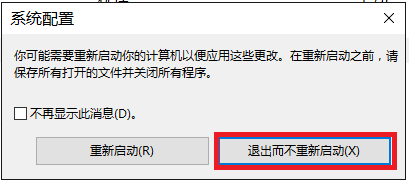 系统配置
你可能需要重新启动你的计算机以便应用这些更改。在重新启动之前，请
保存所有打开的文件并关闭所有程序。
不再显示此消息(D)。
重新启动(R)
退出而不重新启动(X)